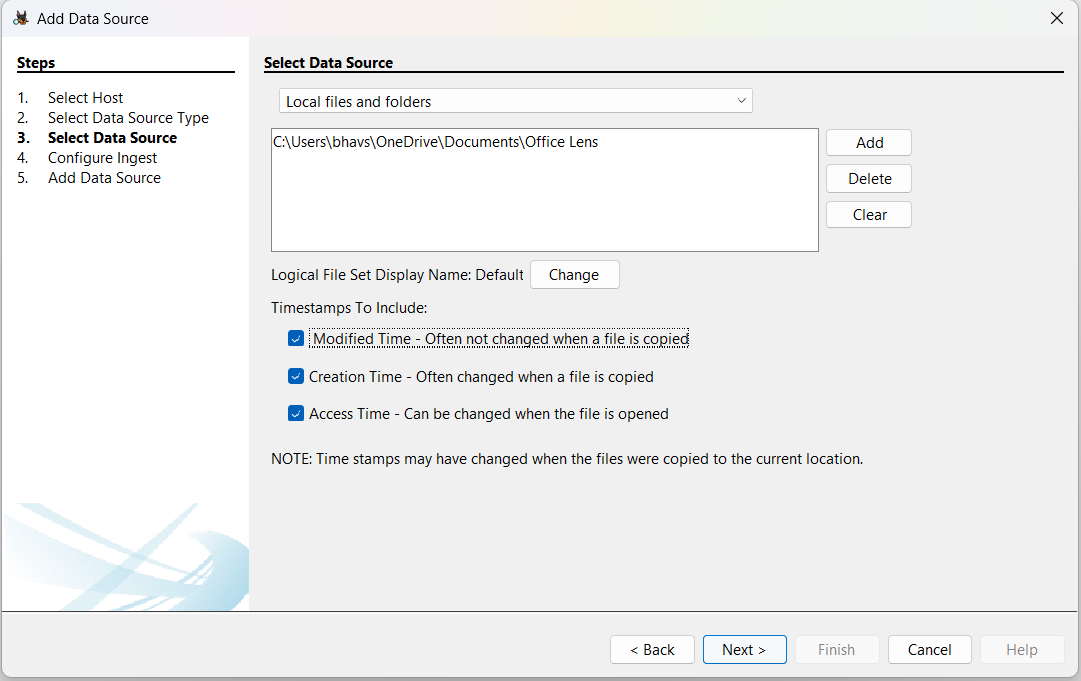 Add Data Source
Steps
1. Select Host
2. Select Data Source Type
3. Select Data Source
4. Configure Ingest
5. Add Data Source
Select Data Source
Local files and folders
C:\Users\bhavs\OneDrive\Documents\Office Lens
Add
Delete
Clear
Logical File Set Display Name: Default Change
Timestamps To Include:
Modified Time - Often not changed when a file is copied
Creation Time - Often changed when a file is copied
Access Time - Can be changed when the file is opened
NOTE: Time stamps may have changed when the files were copied to the current location.
< Back Next > Finish Cancel Help